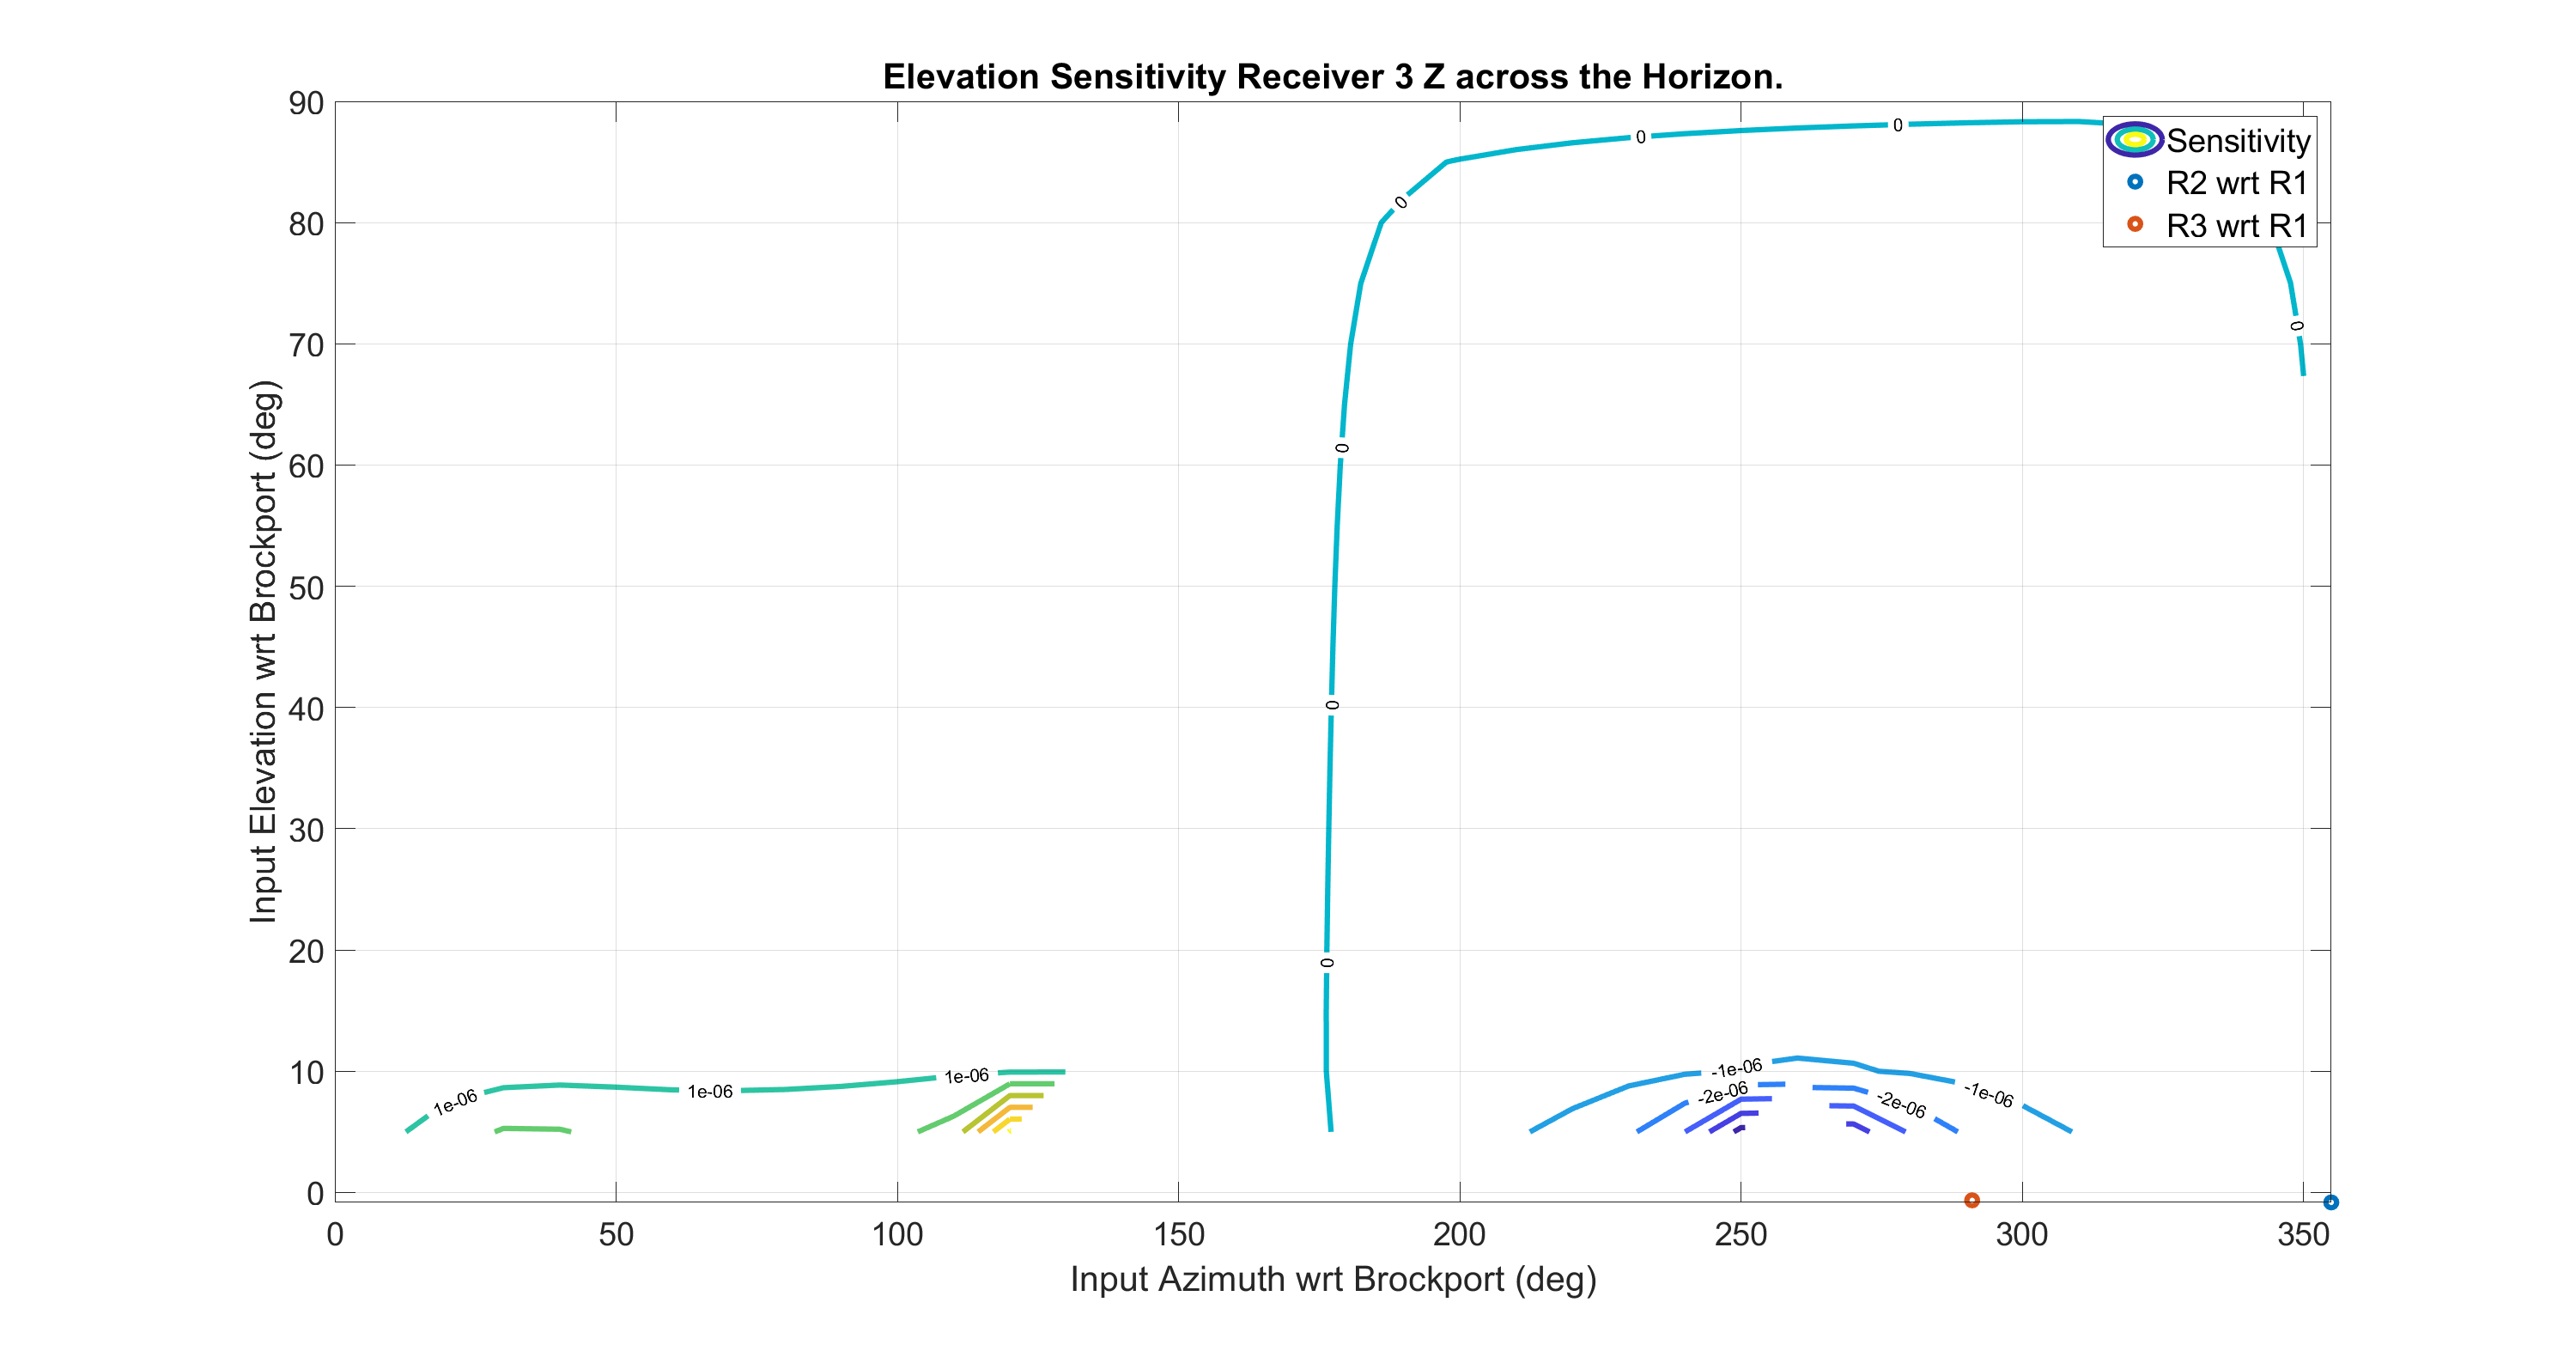 Elevation Sensitivity Receiver 3 Z across the Horizon.
Sensitivity
R2 wrt R1
R3 wrt R1
Input Elevation wrt Brockport (deg)
90
80
70
60
50
40
30
20
10
0
0
0
0
0
0
0
0
1e-06
1e-06
1e-06
-1e-06
-2e-06
-2e-06
-1e-06
0 50 100 150 200 250 300 350
Input Azimuth wrt Brockport (deg)